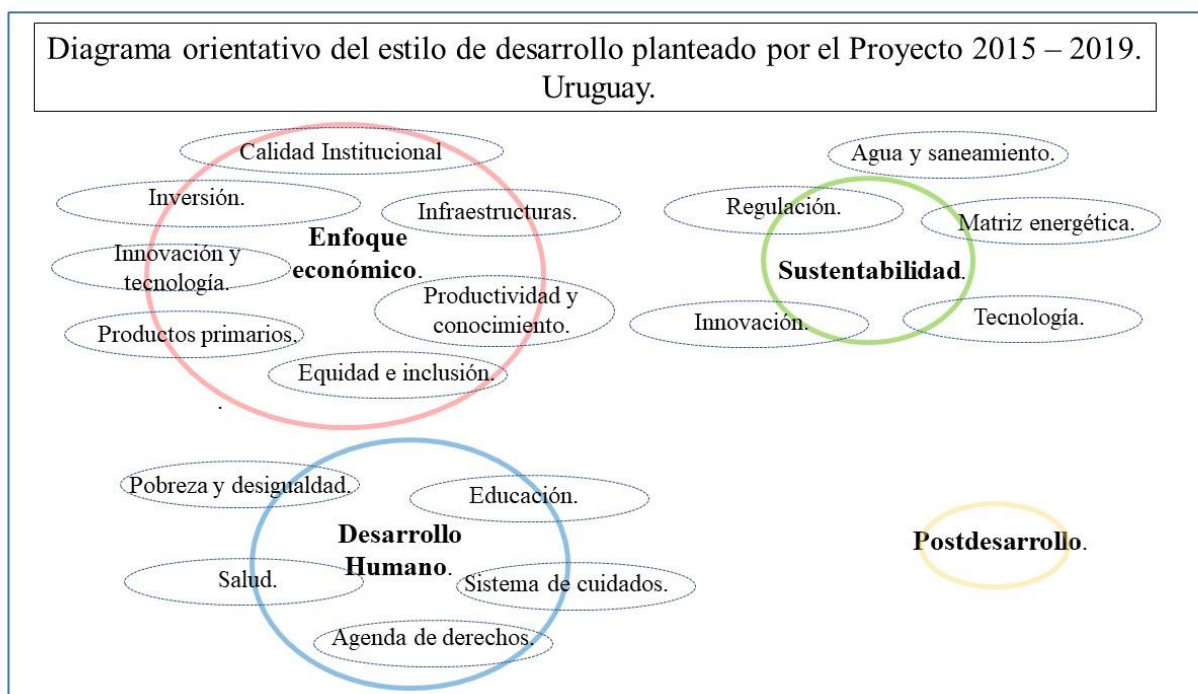 Diagrama orientativo del estilo de desarrollo planteado por el Proyecto 2015 – 2019.
Uruguay.
Calidad Institucional
Inversión.
Infraestructuras.
Enfoque
económico.
Innovación y
tecnología.
Productividad y
conocimiento.
Productos primarios.
Equidad e inclusión.
.
Agua y saneamiento.
Regulación.
Matriz energética.
Sustentabilidad.
Innovación.
Tecnología.
Pobreza y desigualdad.
Educación.
Desarrollo
Humano.
Salud.
Sistema de cuidados.
Agenda de derechos.
Postdesarrollo.